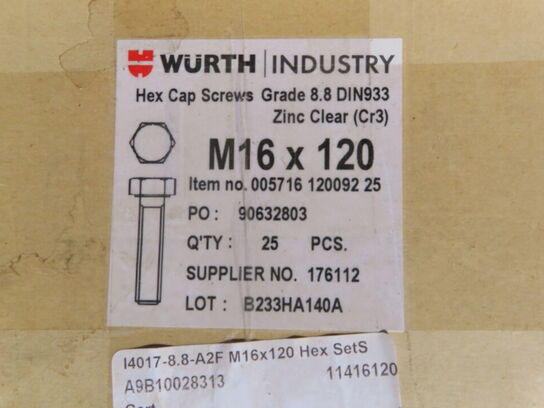 WÜRTH INDUSTRY
Hex Cap Screws Grade 8.8 DIN933
Zinc Clear (Cr3)
M16 x 120
Item no. 005716 120092 25
PO : 90632803
Q'TY : 25 PCS.
SUPPLIER NO. 176112
LOT : B233HA140A
I4017-8.8-A2F M16x120 Hex SetS
A9B10028313 11416120